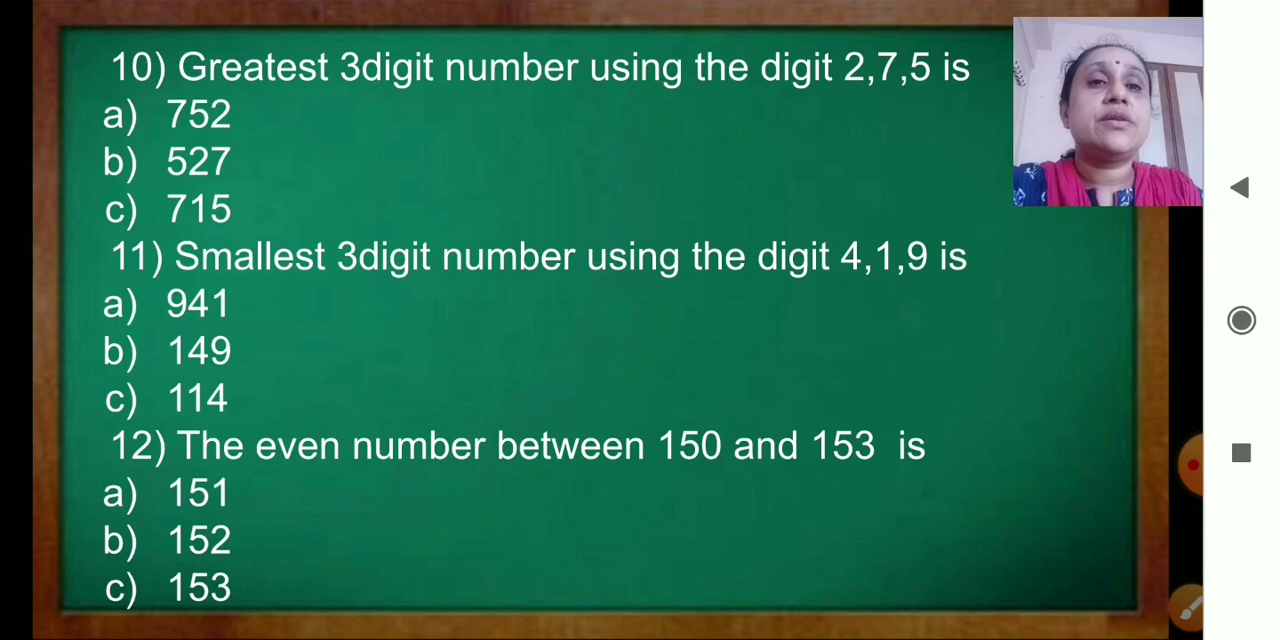 10) Greatest 3digit number using the digit 2,7,5 is
a) 752
b) 527
c) 715
11) Smallest 3digit number using the digit 4,1,9 is
a) 941
b) 149
c) 114
12) The even number between 150 and 153 is
a) 151
b) 152
c) 153